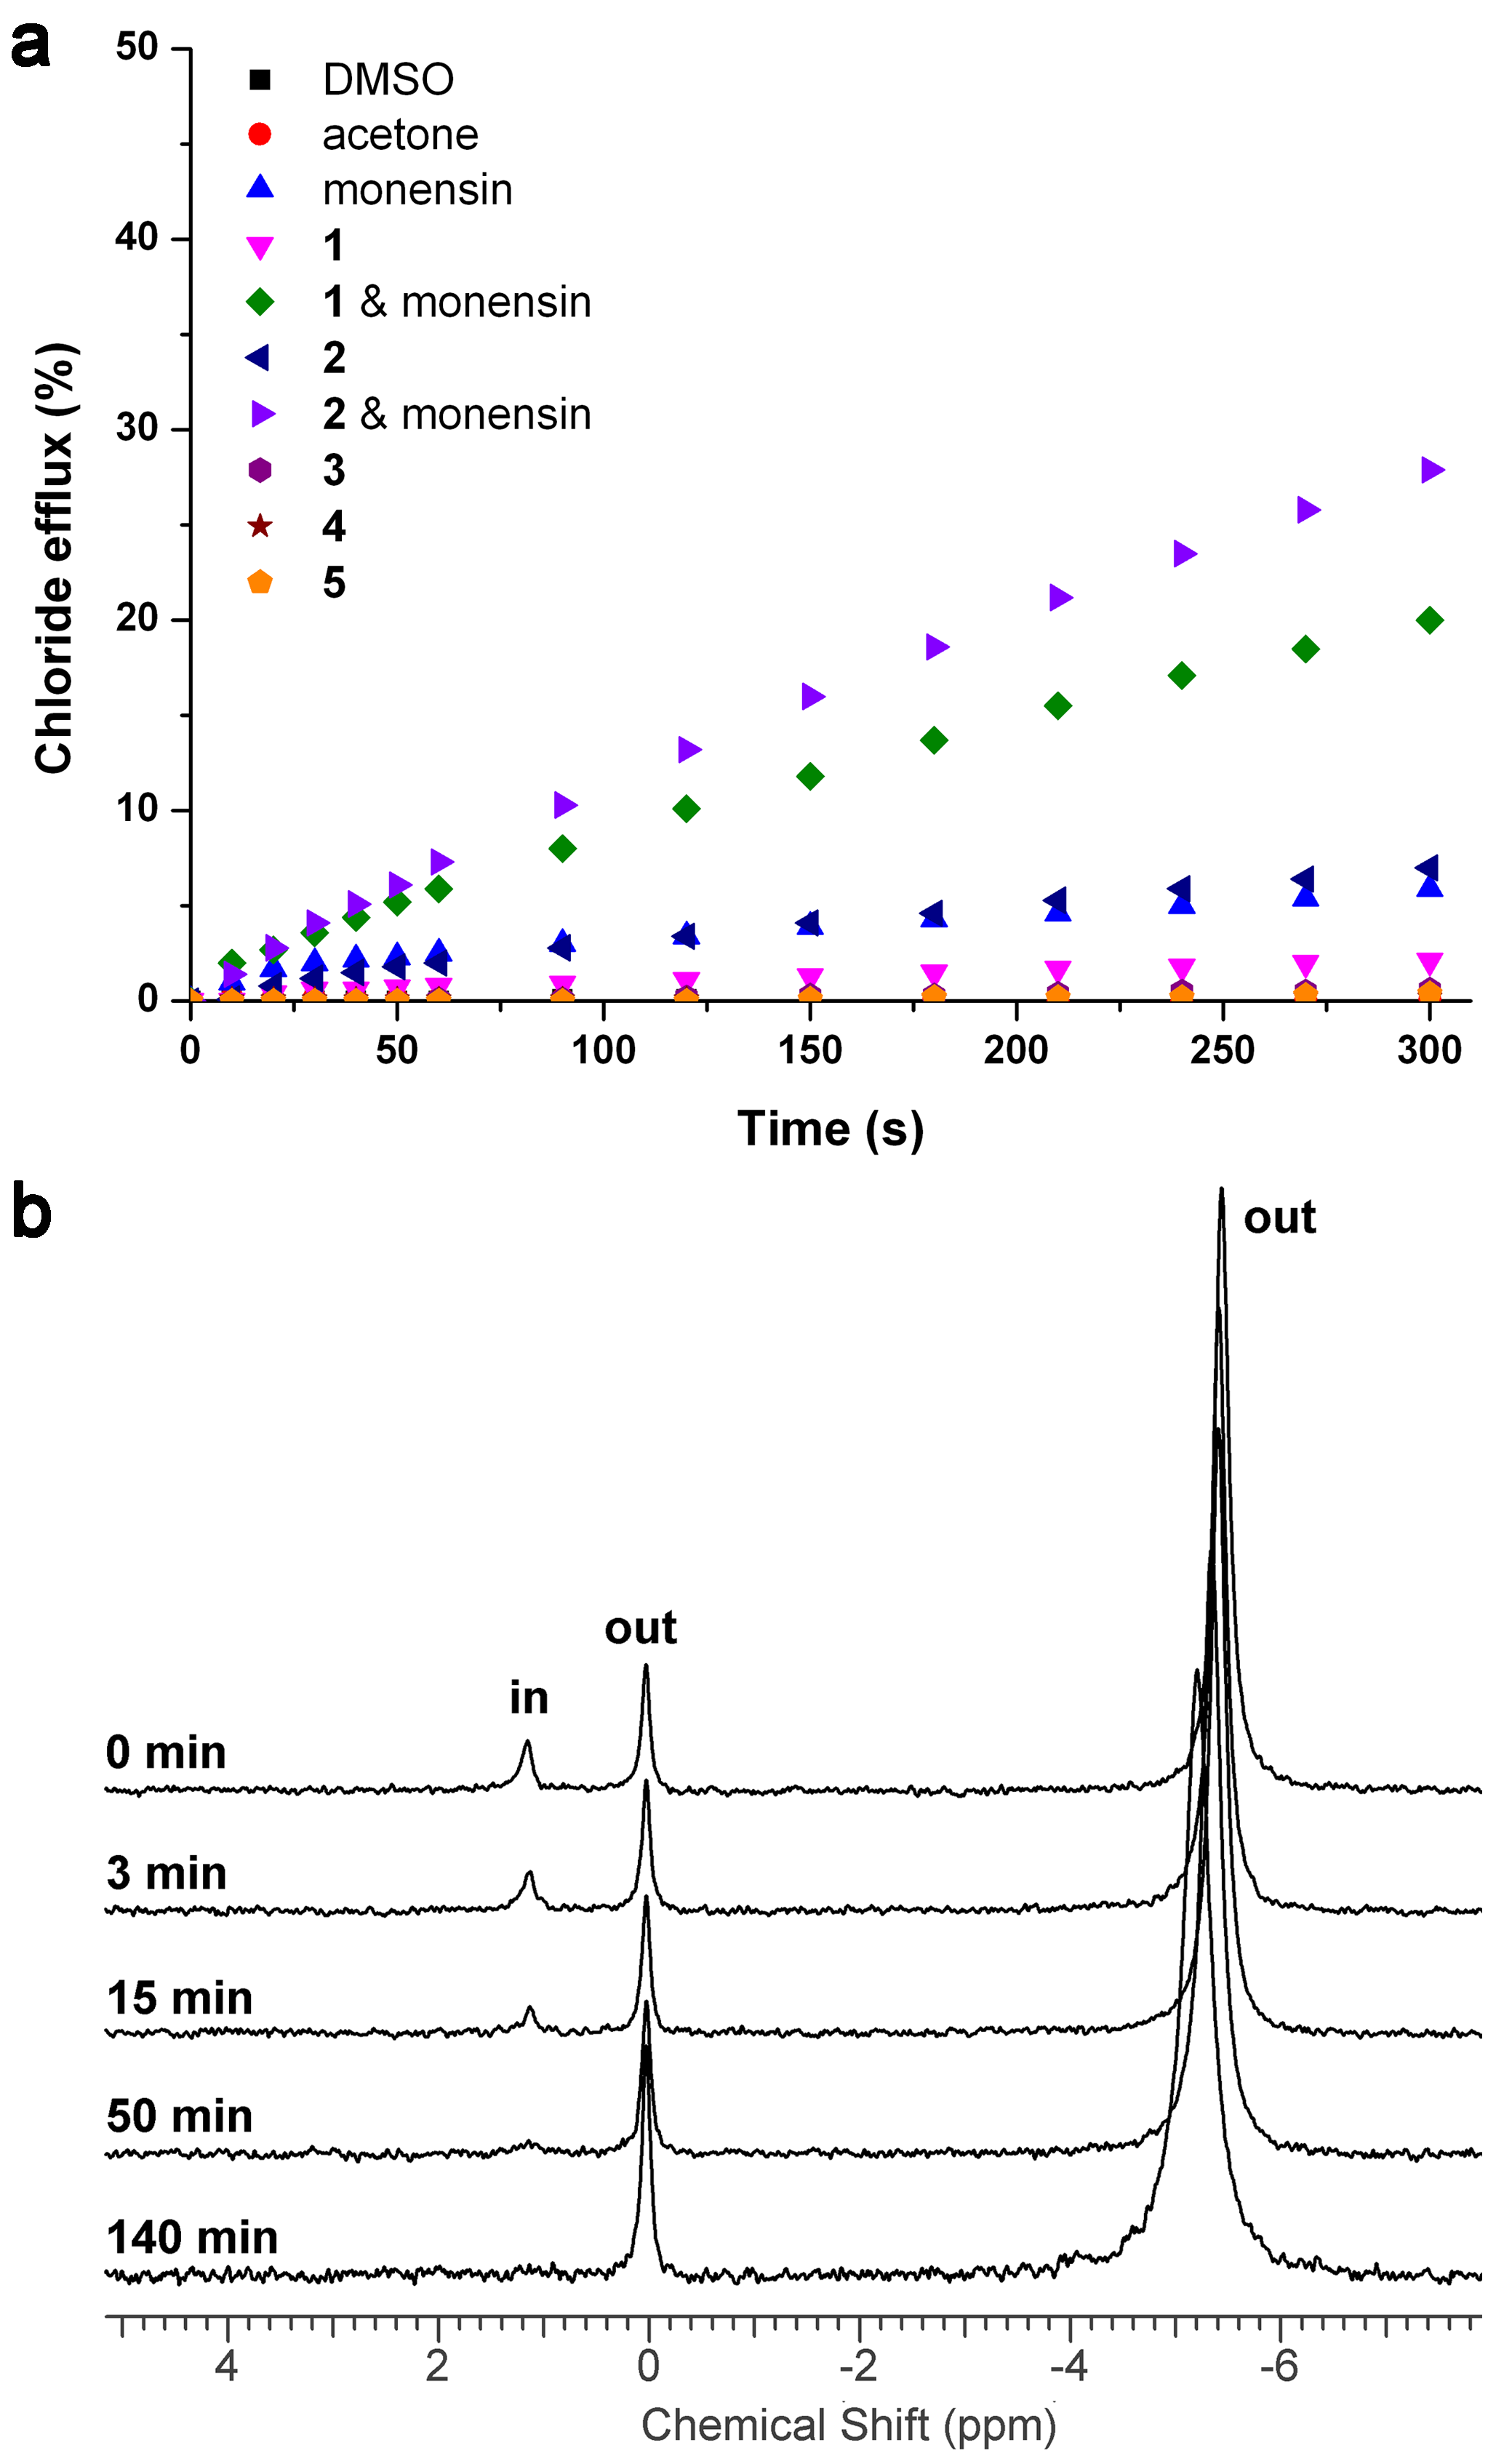 a
50
40
30
20
10
0
Chloride efflux (%)
DMSO
acetone
monensin
1
1 & monensin
2
2 & monensin
3
4
5
0 50 100 150 200 250 300
Time (s)
b
out
out
in
0 min
3 min
15 min
50 min
140 min
4 2 0 -2 -4 -6
Chemical Shift (ppm)